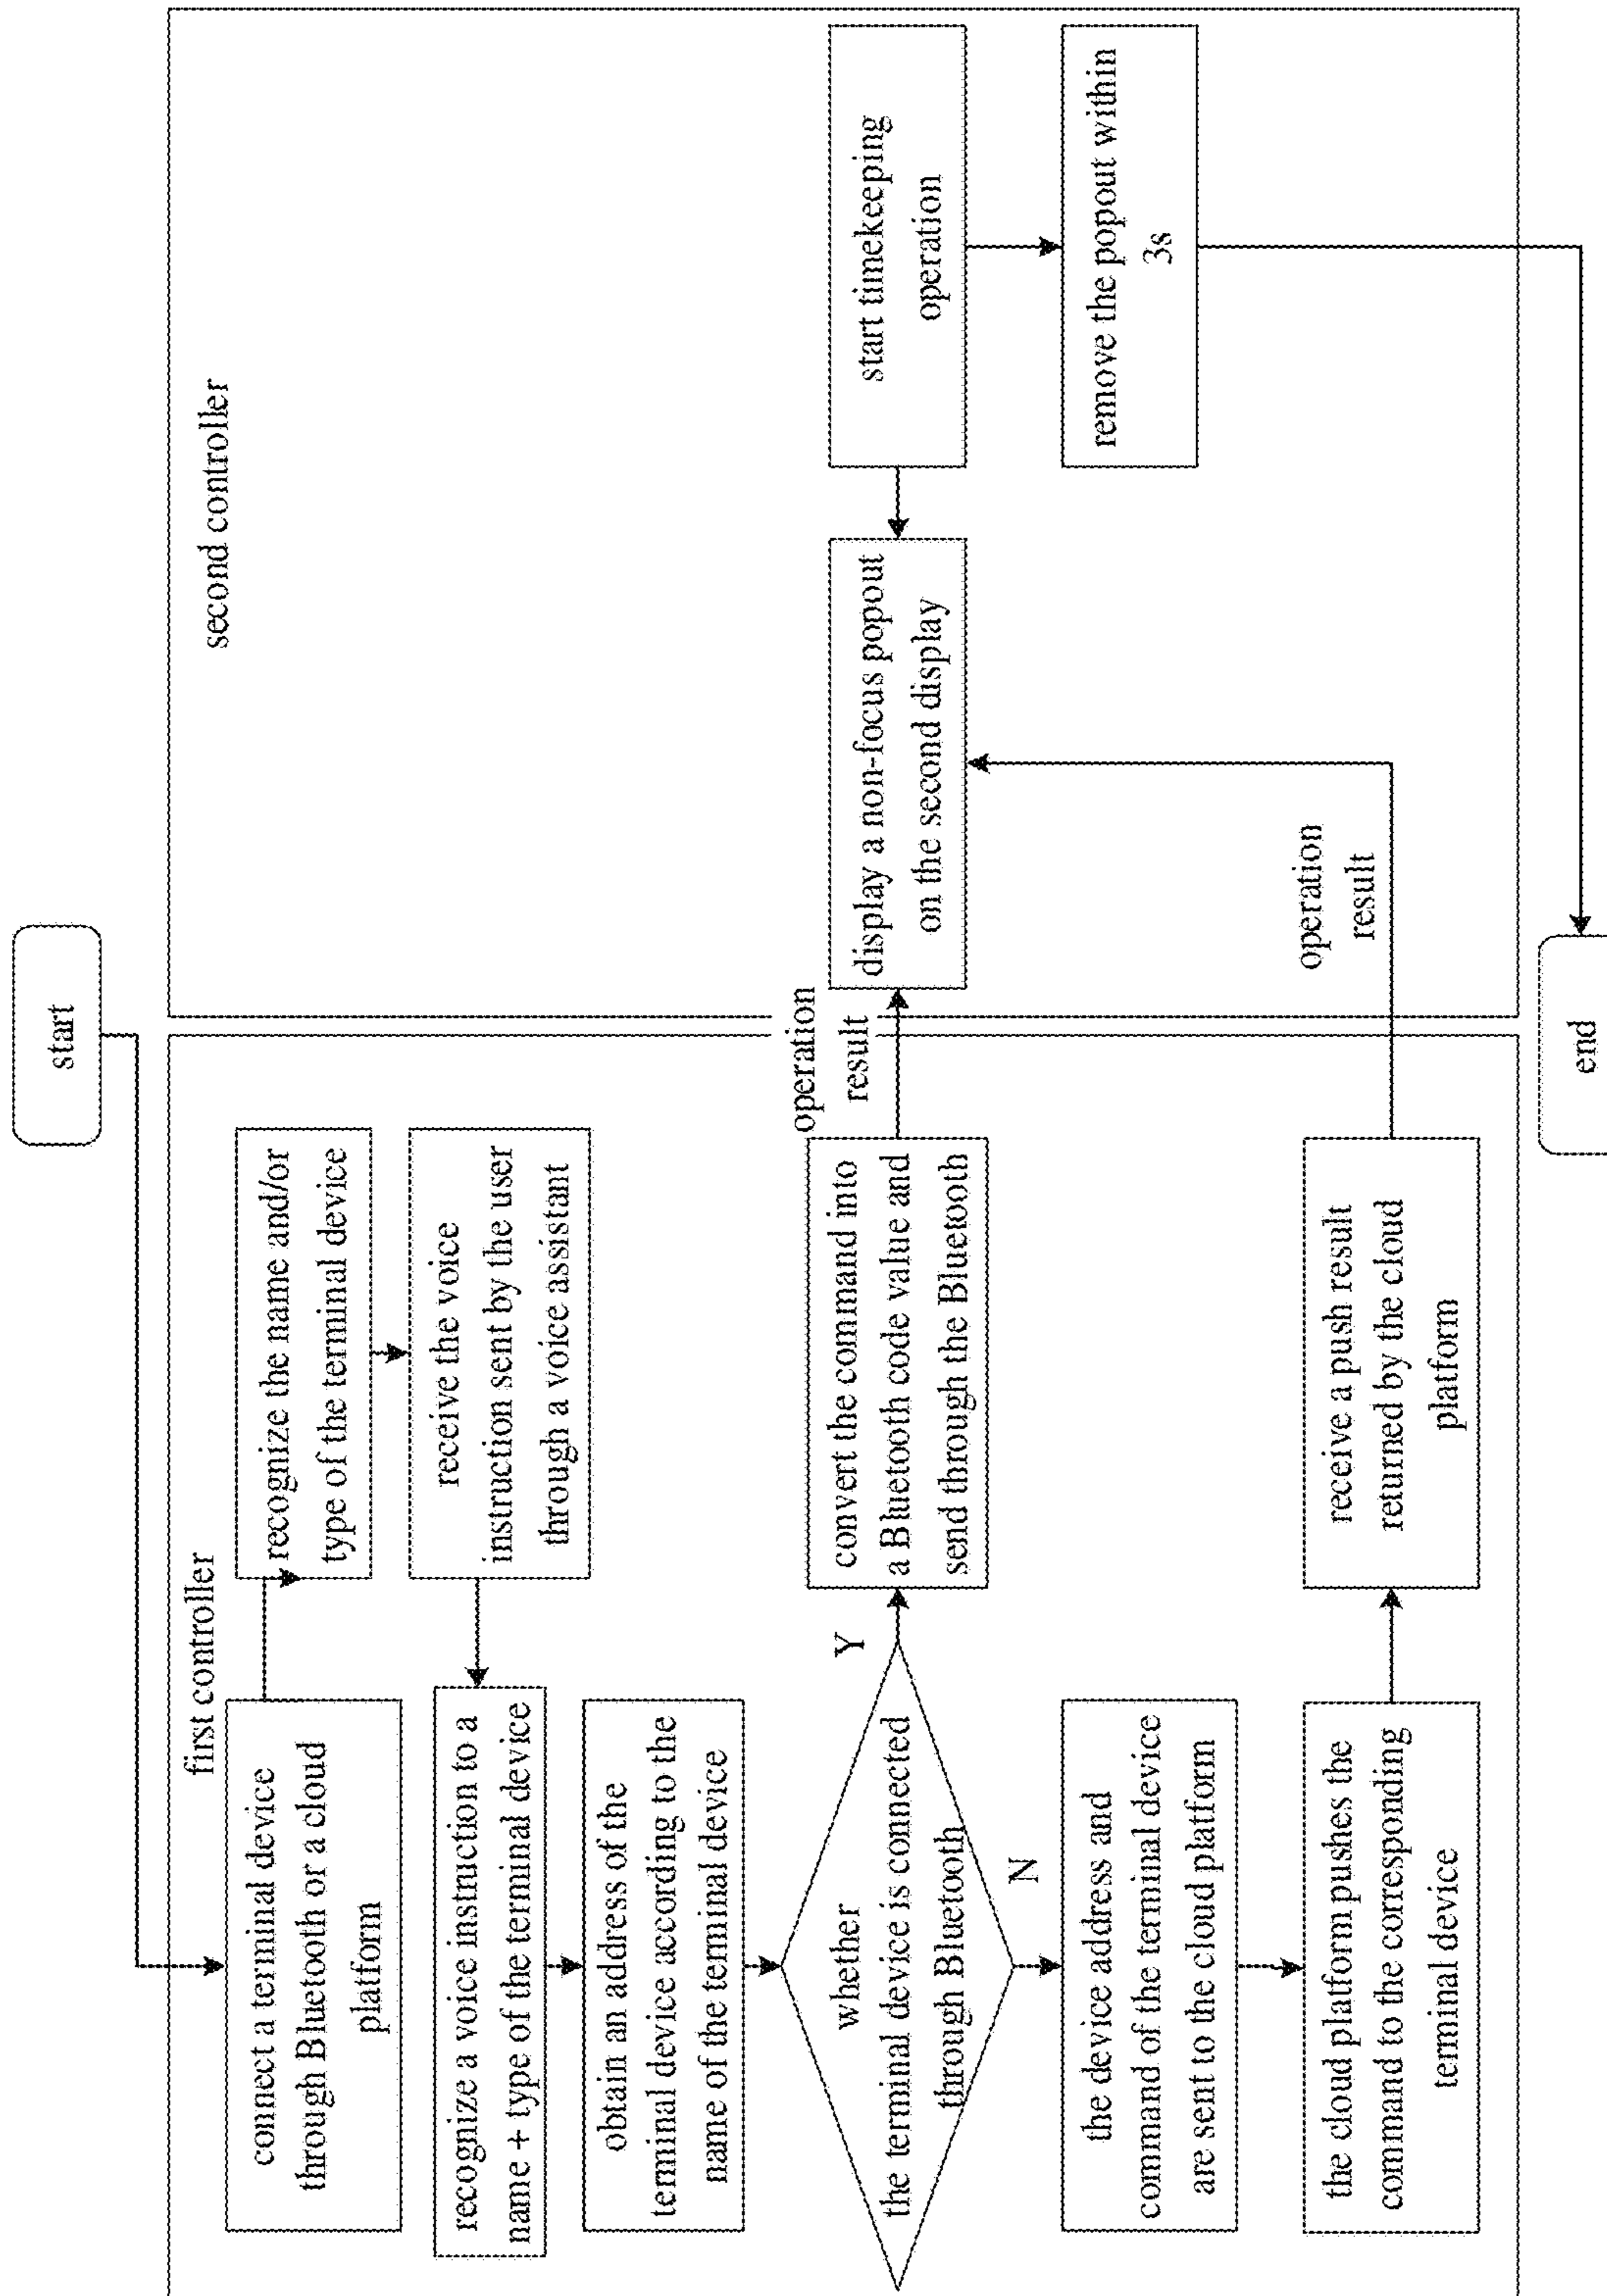 start
first controller
second controller
connect a terminal device
through Bluetooth or a cloud
platform
recognize the name and/or
type of the terminal device
receive the voice
instruction sent by the user
through a voice assistant
recognize a voice instruction to a
name + type of the terminal device
obtain an address of the
terminal device according to the
name of the terminal device
whether
the terminal device is connected
through Bluetooth
Y
convert the command into
a Bluetooth code value and
send through the Bluetooth
operation
result
display a non-focus popout
on the second display
start timekeeping
operation
remove the popout within
3s
N
the device address and
command of the terminal device
are sent to the cloud platform
the cloud platform pushes the
command to the corresponding
terminal device
receive a push result
returned by the cloud
platform
operation
result
end